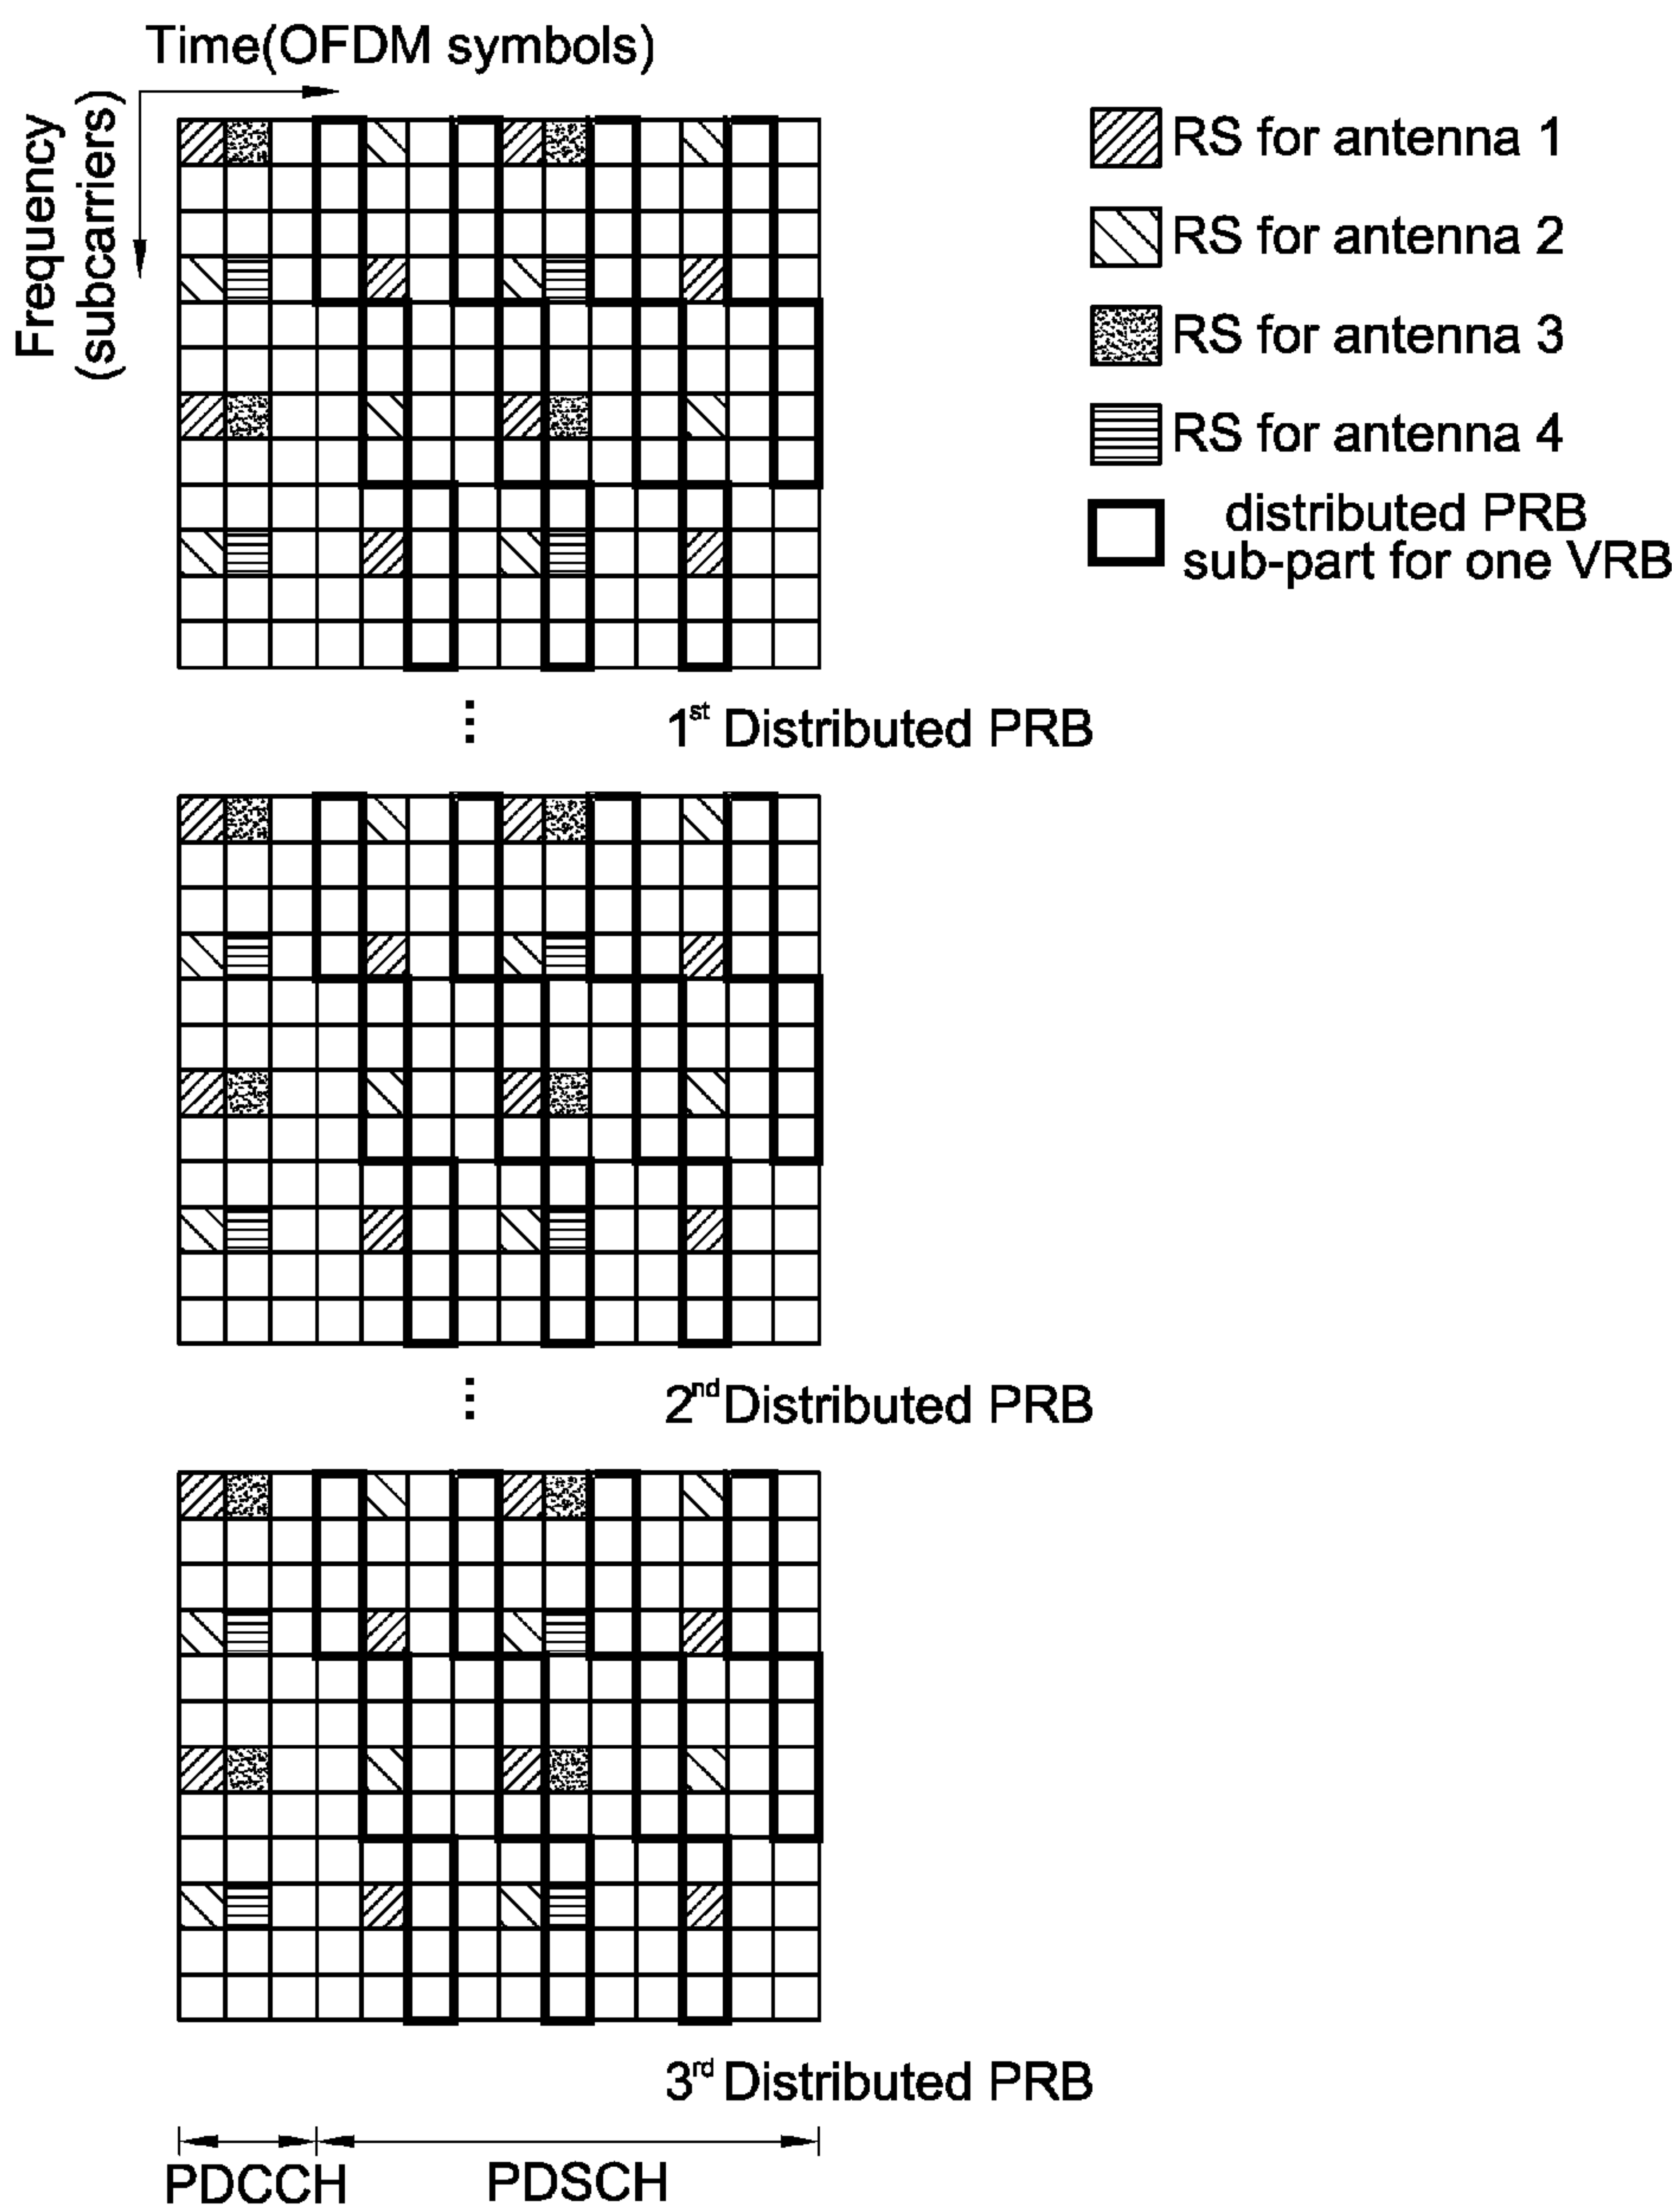 Time(OFDM symbols)
Frequency
(subcarriers)
RS for antenna 1
RS for antenna 2
RS for antenna 3
RS for antenna 4
distributed PRB
sub-part for one VRB
1st Distributed PRB
2nd Distributed PRB
3rd Distributed PRB
PDCCH
PDSCH